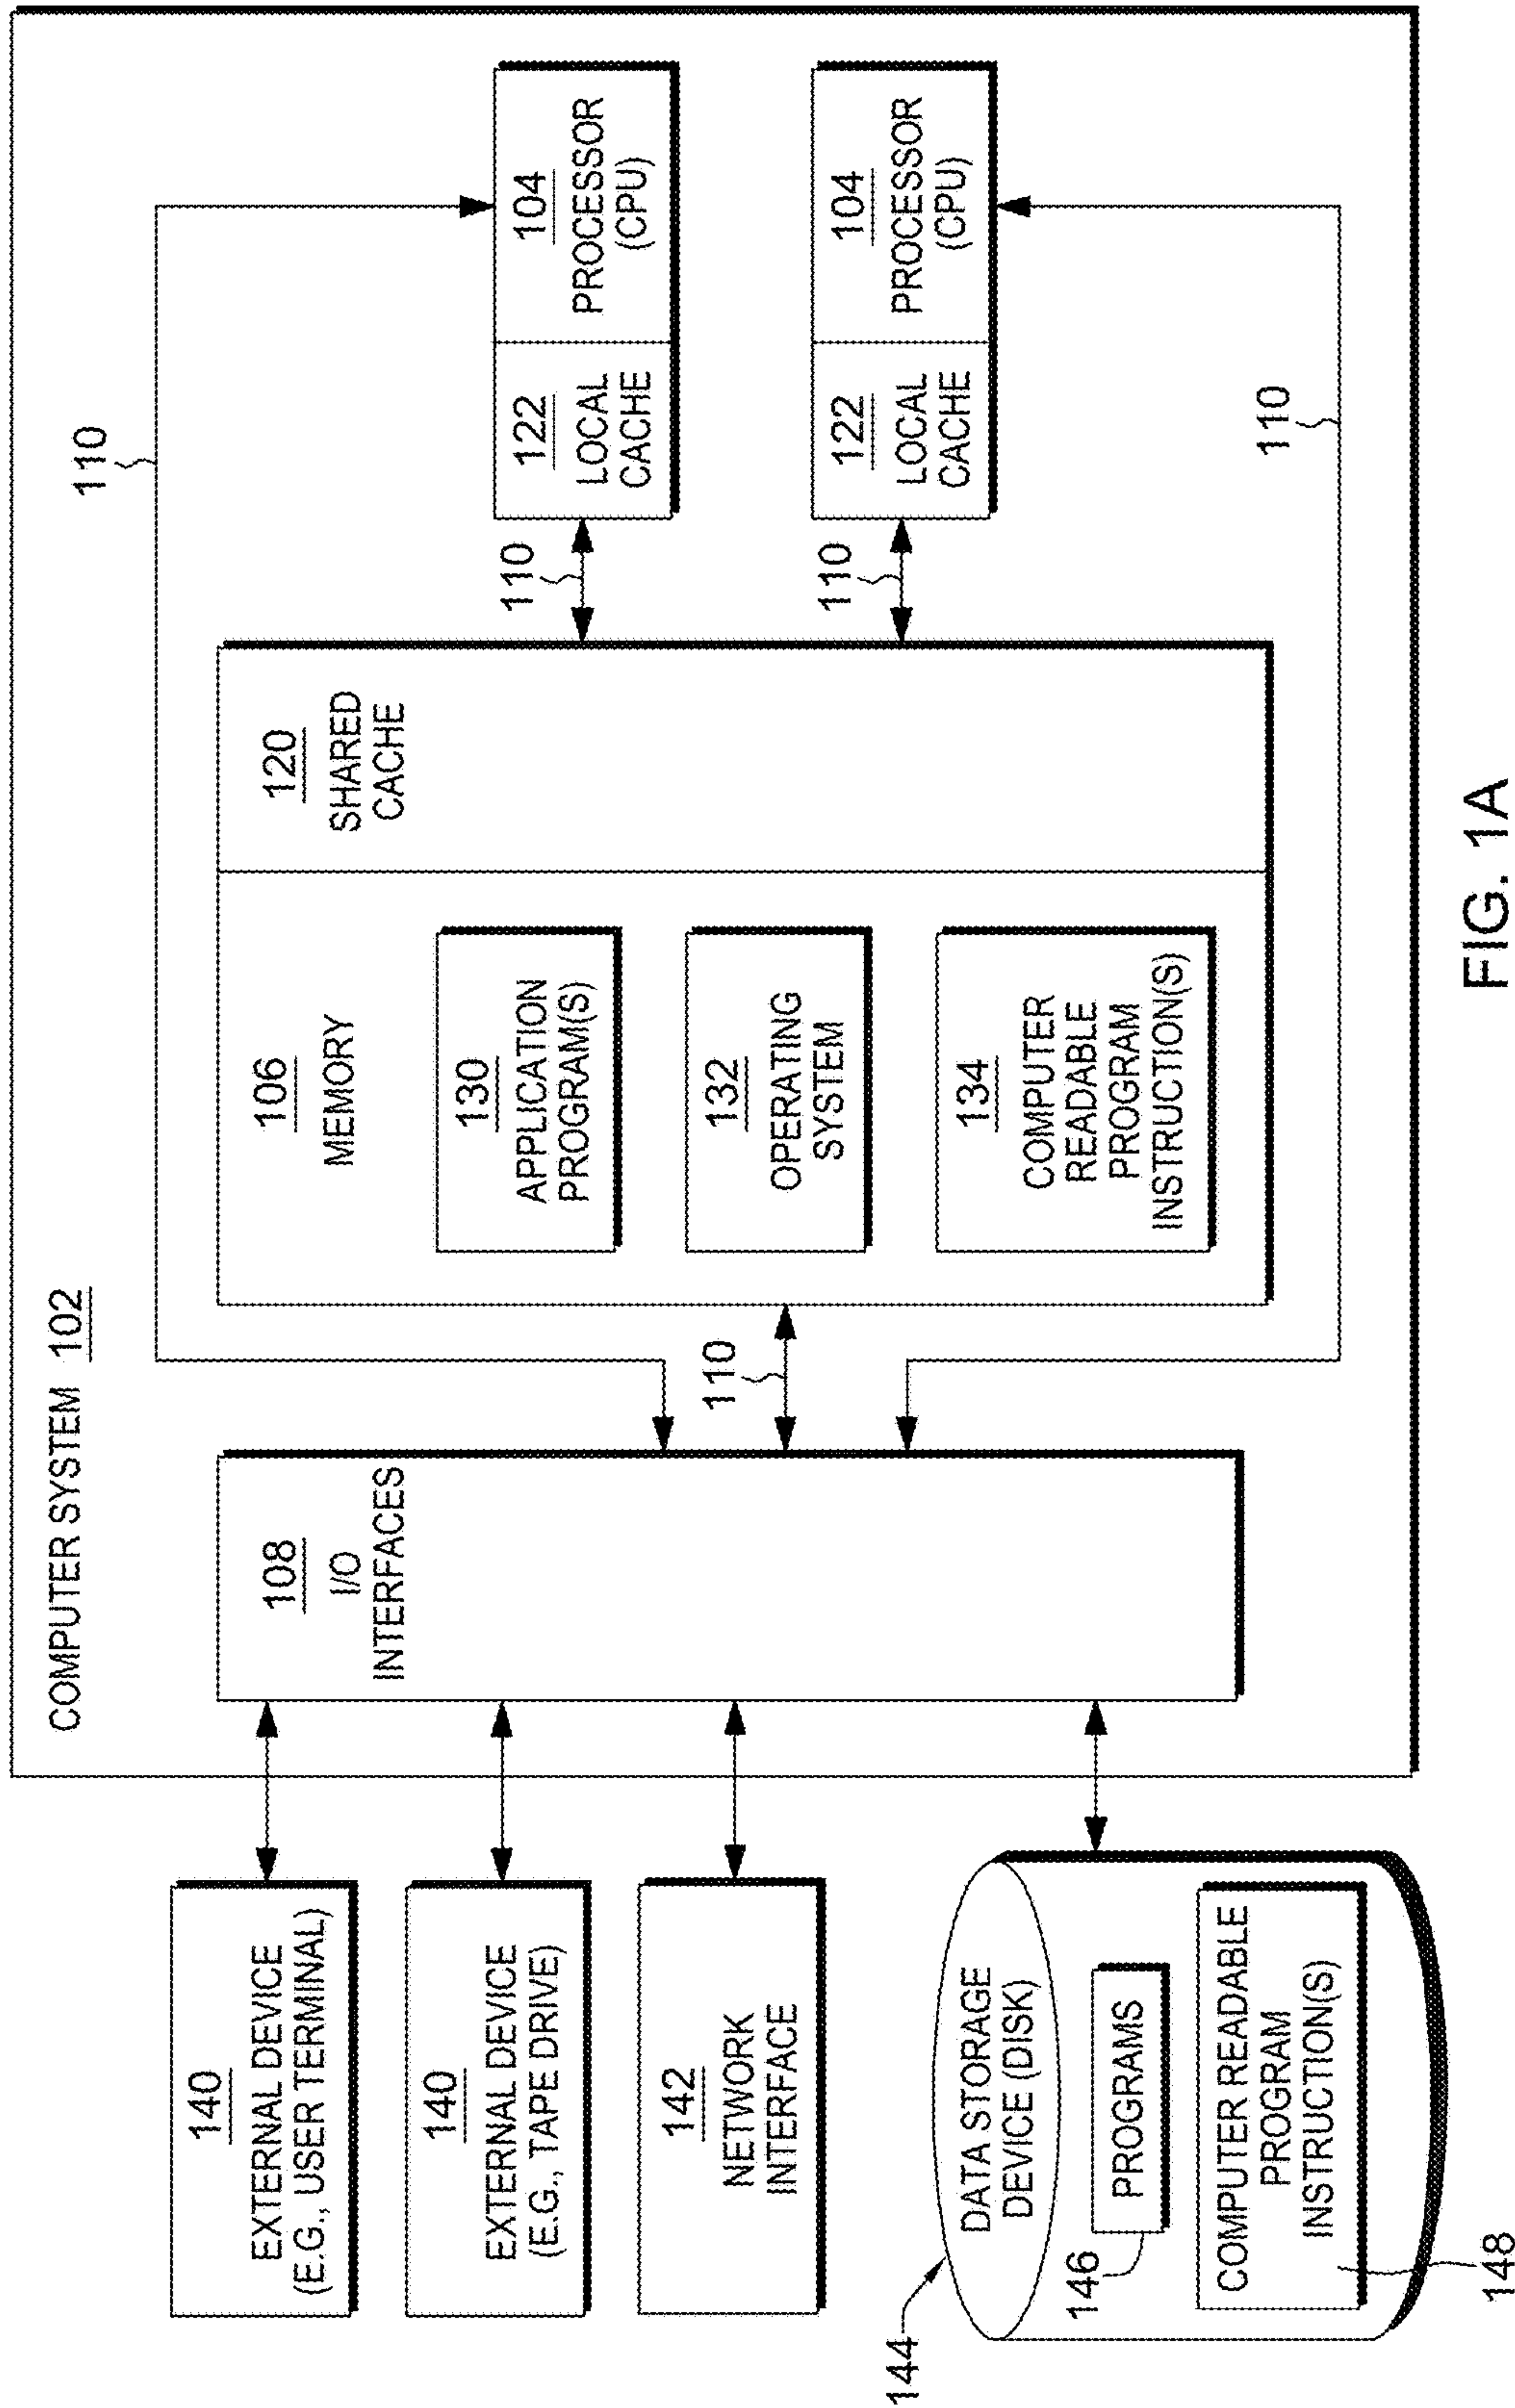 COMPUTER SYSTEM 102
140
EXTERNAL DEVICE
(E.G., USER TERMINAL)
140
EXTERNAL DEVICE
(E.G., TAPE DRIVE)
142
NETWORK
INTERFACE
144
DATA STORAGE
DEVICE (DISK)
146
PROGRAMS
COMPUTER READABLE
PROGRAM
INSTRUCTION(S)
148
108
I/O
INTERFACES
110
110
106
MEMORY
130
APPLICATION
PROGRAM(S)
132
OPERATING
SYSTEM
134
COMPUTER
READABLE
PROGRAM
INSTRUCTION(S)
120
SHARED
CACHE
110
110
122
LOCAL
CACHE
104
PROCESSOR
(CPU)
122
LOCAL
CACHE
104
PROCESSOR
(CPU)
110
FIG. 1A